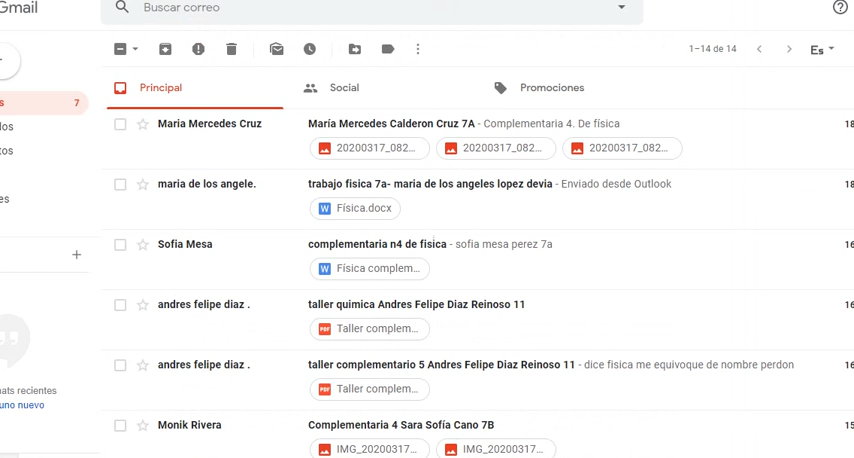 Gmail
Buscar correo
1–14 de 14
Es
Principal
Social
Promociones
7
Maria Mercedes Cruz
María Mercedes Calderon Cruz 7A - Complementaria 4. De física
18
20200317_082...
20200317_082...
20200317_082...
maria de los angele.
trabajo fisica 7a- maria de los angeles lopez devia - Enviado desde Outlook
18
Física.docx
Sofia Mesa
complementaria n4 de fisica - sofia mesa perez 7a
16
Física complem...
andres felipe diaz .
taller quimica Andres Felipe Diaz Reinoso 11
16
Taller complem...
andres felipe diaz .
taller complementario 5 Andres Felipe Diaz Reinoso 11 - dice fisica me equivoque de nombre perdon
16
Taller complem...
hats recientes
uno nuevo
Monik Rivera
Complementaria 4 Sara Sofía Cano 7B
15
IMG_20200317...
IMG_20200317...